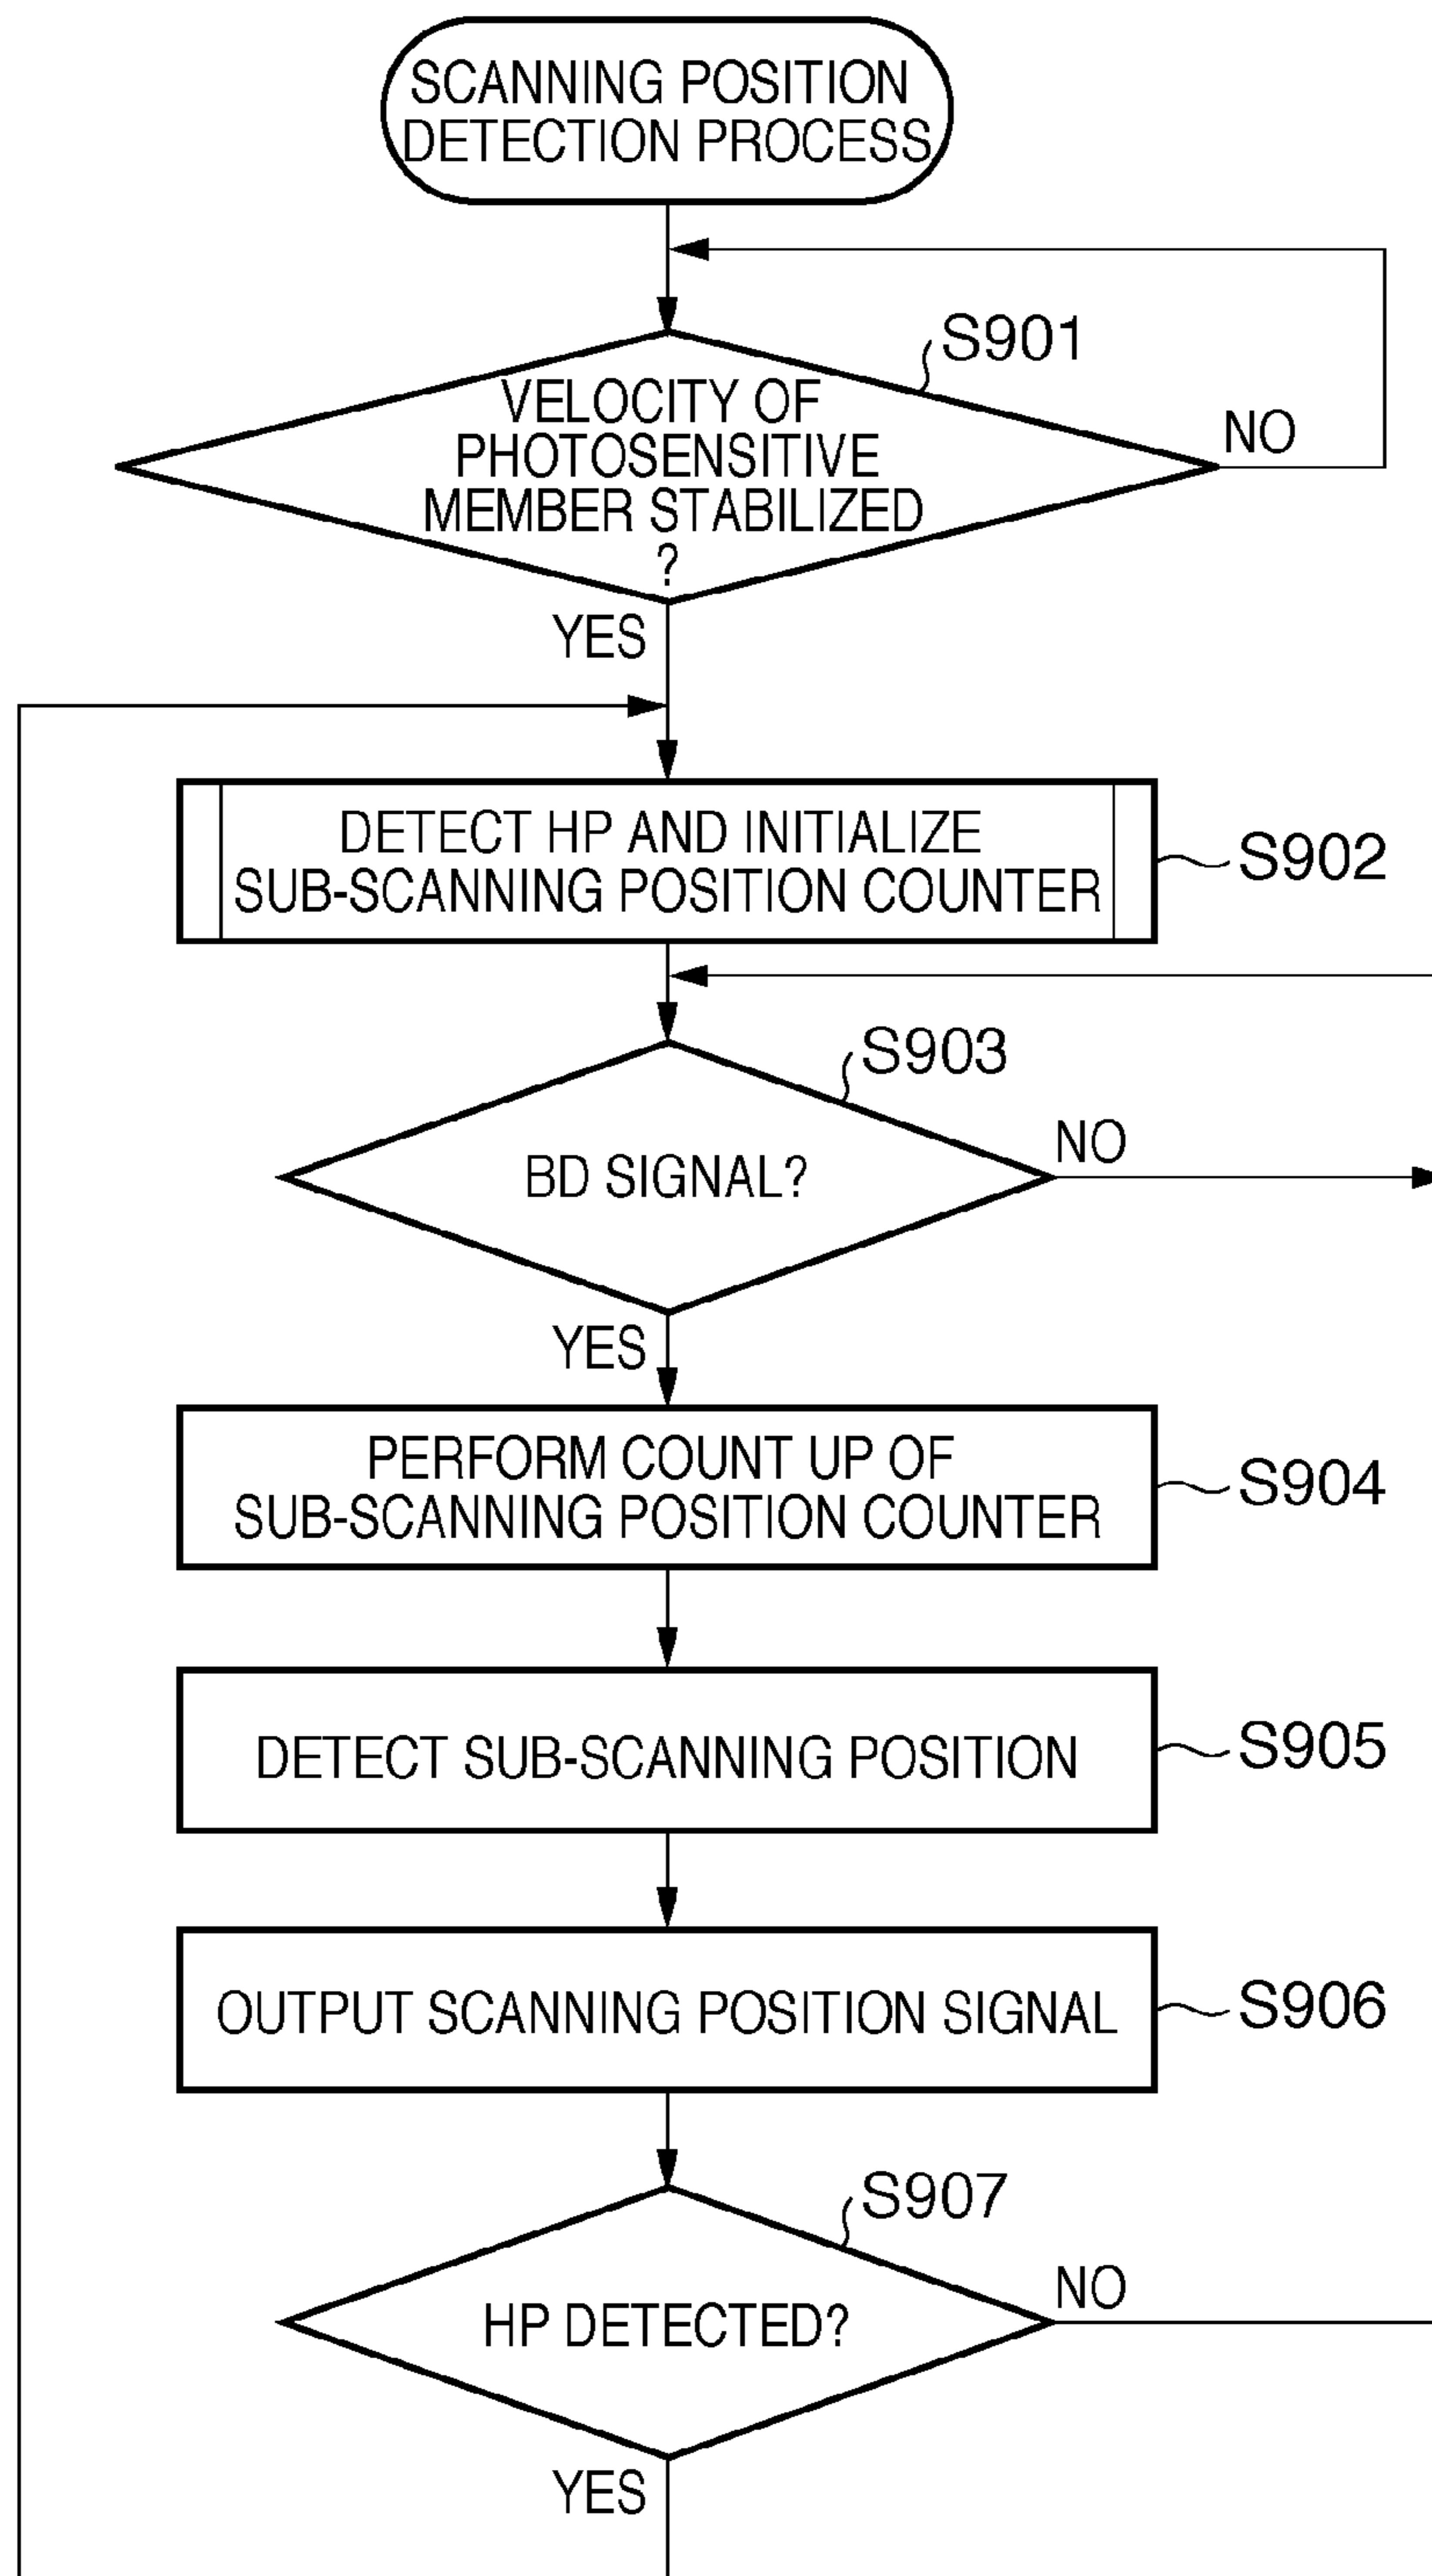 SCANNING POSITION
DETECTION PROCESS
S901
VELOCITY OF
PHOTOSENSITIVE
MEMBER STABILIZED
?
NO
YES
DETECT HP AND INITIALIZE
SUB-SCANNING POSITION COUNTER
S902
S903
BD SIGNAL?
NO
YES
PERFORM COUNT UP OF
SUB-SCANNING POSITION COUNTER
S904
DETECT SUB-SCANNING POSITION
S905
OUTPUT SCANNING POSITION SIGNAL
S906
S907
HP DETECTED?
NO
YES